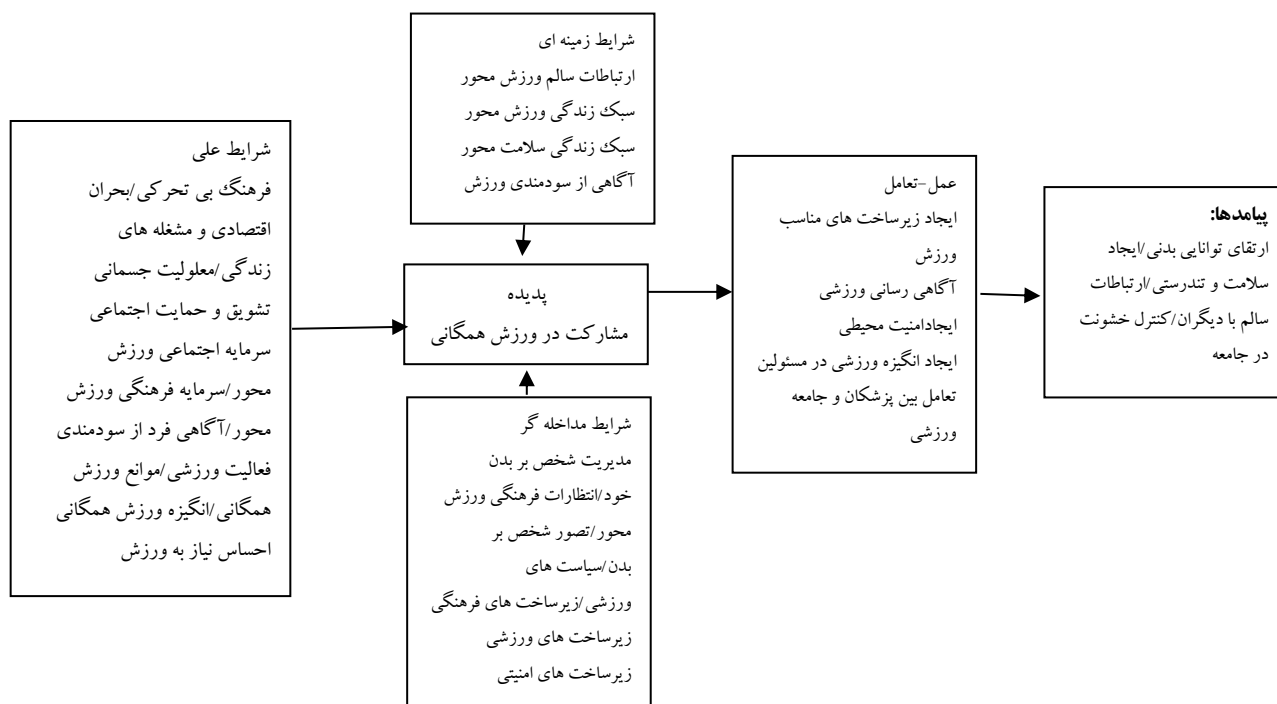 شرایط علی
فرهنگ بی تحرکی/بحران
اقتصادی و مشغله های
زندگی/معلولیت جسمانی
تشویق و حمایت اجتماعی
سرمایه اجتماعی ورزش
محور/سرمایه فرهنگی ورزش
محور/آگاهی فرد از سودمندی
فعالیت ورزشی/موانع ورزش
همگانی/انگیزه ورزش همگانی
احساس نیاز به ورزش
شرایط زمینه ای
ارتباطات سالم ورزش محور
سبک زندگی ورزش محور
سبک زندگی سلامت محور
آگاهی از سودمندی ورزش
پدیده
مشارکت در ورزش همگانی
شرایط مداخله گر
مدیریت شخص بر بدن
خود/انتظارات فرهنگی ورزش
محور/تصور شخص بر
بدن/سیاست های
ورزشی/زیرساخت های فرهنگی
زیرساخت های ورزشی
زیرساخت های امنیتی
عمل-تعامل
ایجاد زیرساخت های مناسب
ورزش
آگاهی رسانی ورزشی
ایجادامنیت محیطی
ایجاد انگیزه ورزشی در مسئولین
تعامل بین پزشکان و جامعه
ورزشی
پیامدها:
ارتقای توانایی بدنی/ایجاد
سلامت و تندرستی/ارتباطات
سالم با دیگران/کنترل خشونت
در جامعه